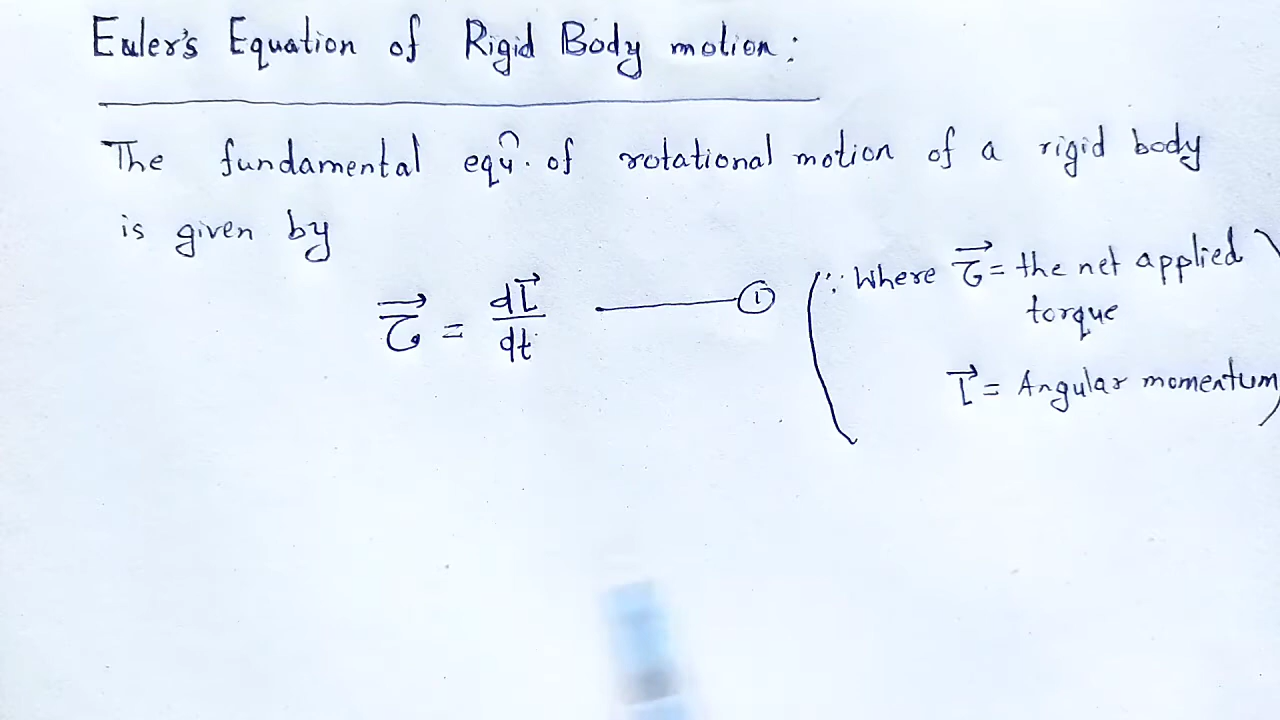 Euler's Equation of Rigid Body motion:
The fundamental equn. of rotational motion of a rigid body
is given by
τ⃗ = dL⃗/dt ——— ①
(∵ Where τ⃗ = the net applied
torque
L⃗ = Angular momentum)